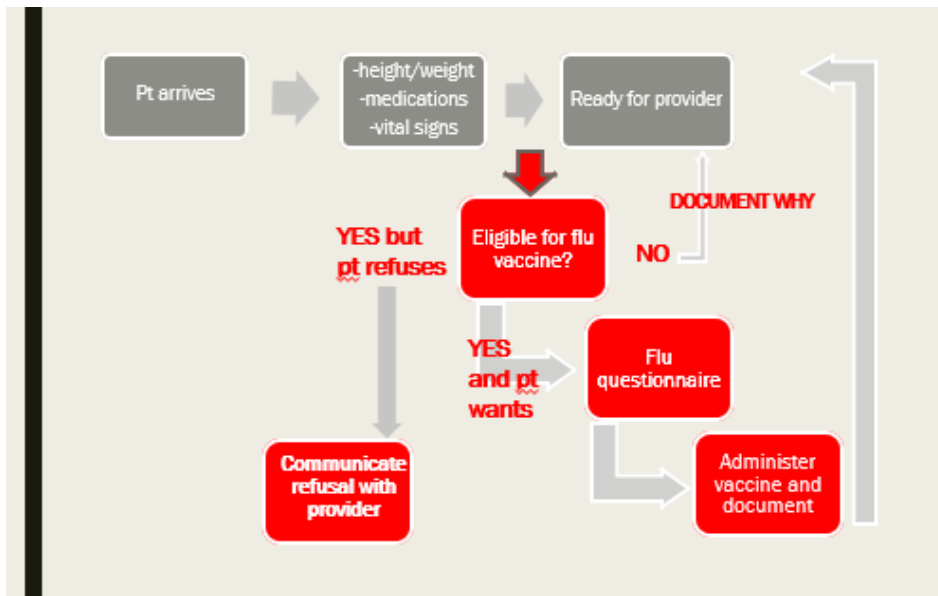 Pt arrives
-height/weight
-medications
-vital signs
Ready for provider
DOCUMENT WHY
Eligible for flu
vaccine?
NO
YES but
pt refuses
YES
and pt
wants
Flu
questionnaire
Communicate
refusal with
provider
Administer
vaccine and
document